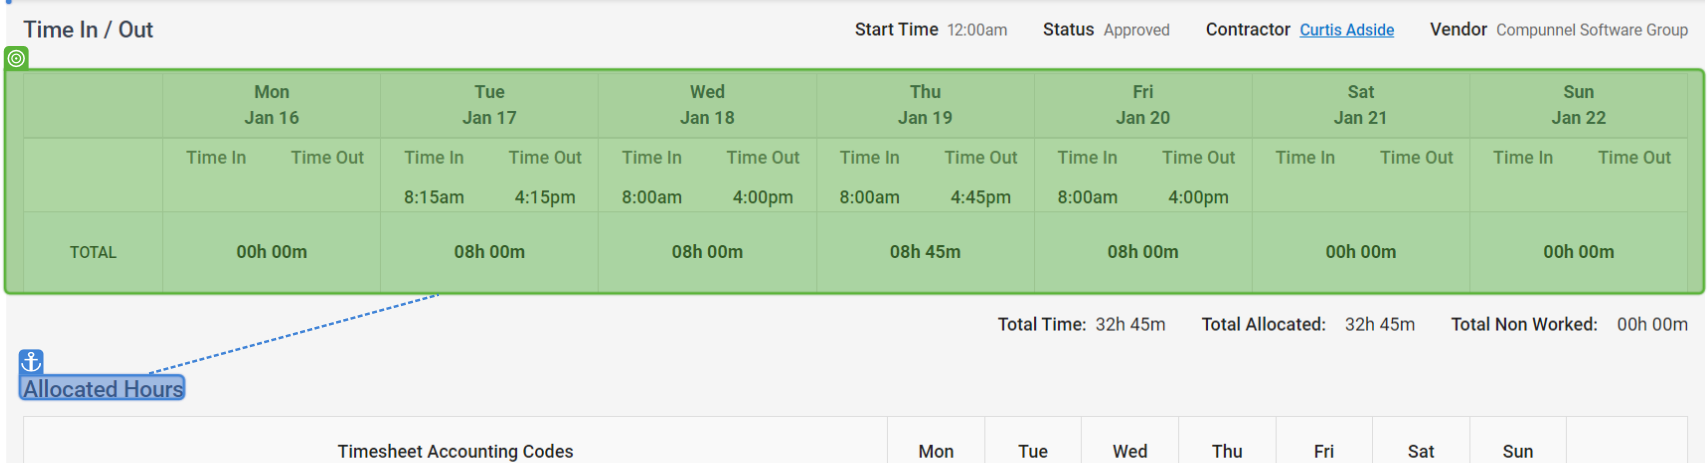 Time In / Out Start Time 12:00am Status Approved Contractor Curtis Adside Vendor Compunnel Software Group
Mon Tue Wed Thu Fri Sat Sun
Jan 16 Jan 17 Jan 18 Jan 19 Jan 20 Jan 21 Jan 22
Time In Time Out Time In Time Out Time In Time Out Time In Time Out Time In Time Out Time In Time Out Time In Time Out
8:15am 4:15pm 8:00am 4:00pm 8:00am 4:45pm 8:00am 4:00pm
TOTAL 00h 00m 08h 00m 08h 00m 08h 45m 08h 00m 00h 00m 00h 00m
Total Time: 32h 45m Total Allocated: 32h 45m Total Non Worked: 00h 00m
Allocated Hours
Timesheet Accounting Codes Mon Tue Wed Thu Fri Sat Sun